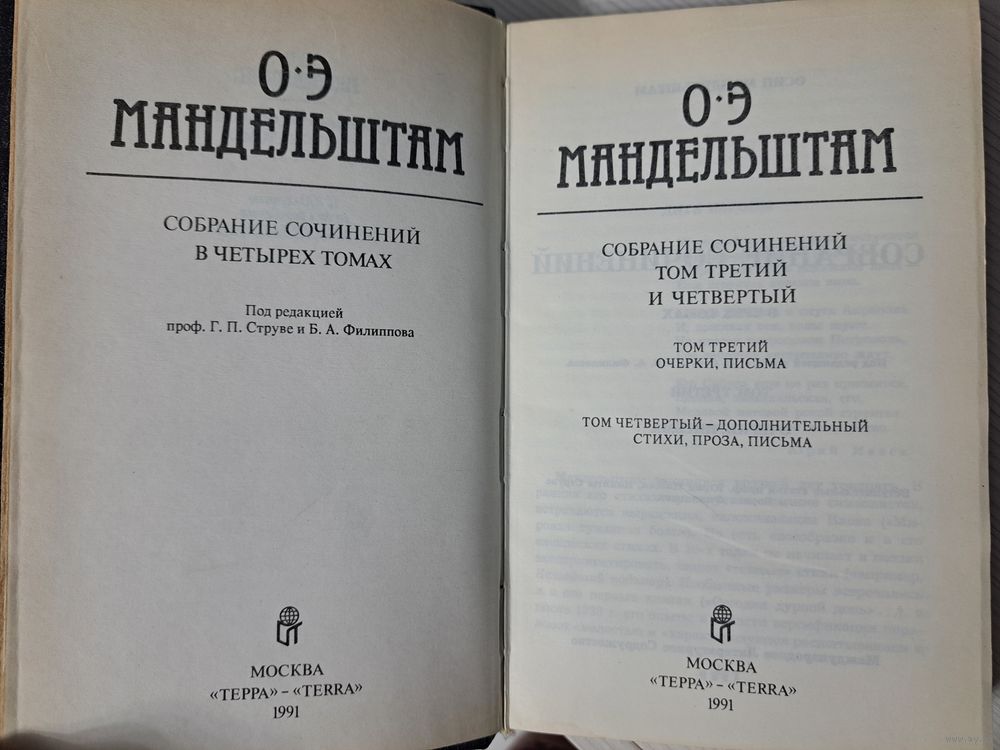 О·Э
МАНДЕЛЬШТАМ
СОБРАНИЕ СОЧИНЕНИЙ
В ЧЕТЫРЕХ ТОМАХ
Под редакцией
проф. Г. П. Струве и Б. А. Филиппова
МОСКВА
«ТЕРРА» – «TERRA»
1991
О·Э
МАНДЕЛЬШТАМ
СОБРАНИЕ СОЧИНЕНИЙ
ТОМ ТРЕТИЙ
И ЧЕТВЕРТЫЙ
ТОМ ТРЕТИЙ
ОЧЕРКИ, ПИСЬМА
ТОМ ЧЕТВЕРТЫЙ – ДОПОЛНИТЕЛЬНЫЙ
СТИХИ, ПРОЗА, ПИСЬМА
МОСКВА
«ТЕРРА» – «TERRA»
1991